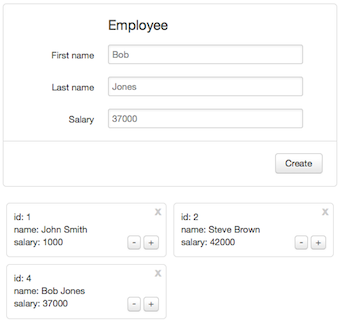 Employee
First name Bob
Last name Jones
Salary 37000
Create
id: 1 x
name: John Smith
salary: 1000 - +
id: 2 x
name: Steve Brown
salary: 42000 - +
id: 4 x
name: Bob Jones
salary: 37000 - +